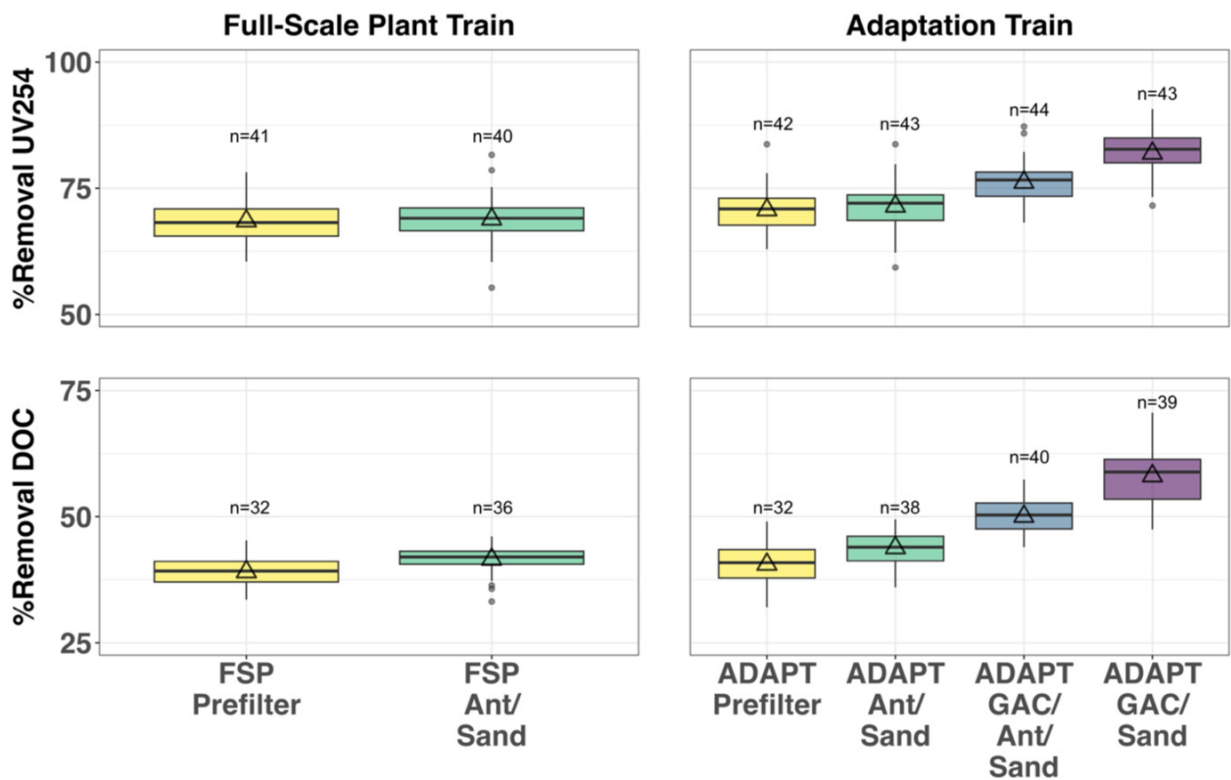 Full-Scale Plant Train
Adaptation Train
%Removal UV254
100
75
50
n=41
n=40
n=42
n=43
n=44
n=43
%Removal DOC
75
50
25
n=32
n=36
n=32
n=38
n=40
n=39
FSP
Prefilter
FSP
Ant/
Sand
ADAPT
Prefilter
ADAPT
Ant/
Sand
ADAPT
GAC/
Ant/
Sand
ADAPT
GAC/
Sand